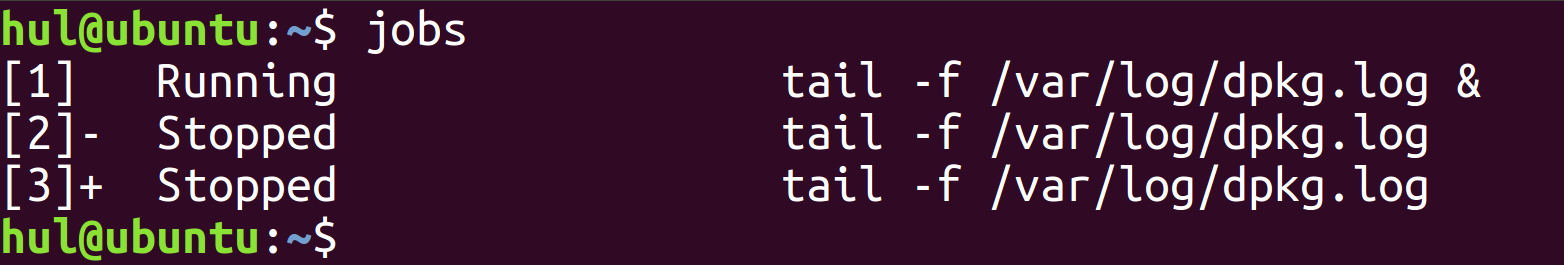 hul@ubuntu:~$ jobs
[1]   Running                 tail -f /var/log/dpkg.log &
[2]-  Stopped                 tail -f /var/log/dpkg.log
[3]+  Stopped                 tail -f /var/log/dpkg.log
hul@ubuntu:~$